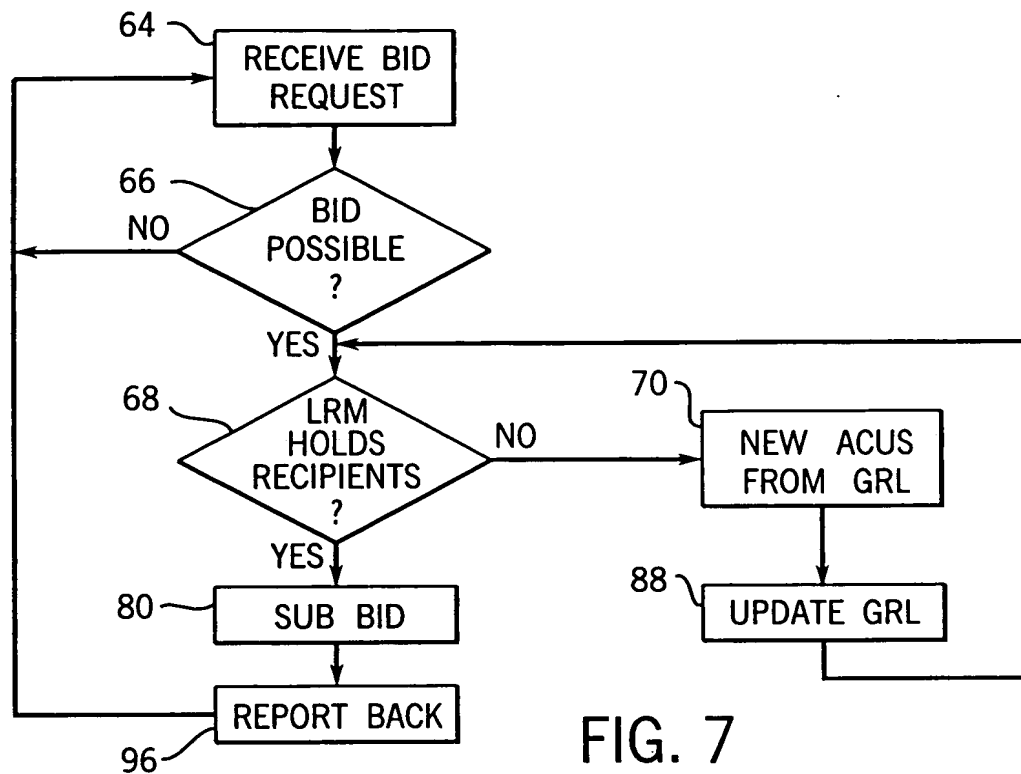 64
RECEIVE BID
REQUEST
66
BID
POSSIBLE
?
NO
YES
68
LRM
HOLDS
RECIPIENTS
?
NO
70
NEW ACUS
FROM GRL
YES
80
SUB BID
88
UPDATE GRL
REPORT BACK
96
FIG. 7